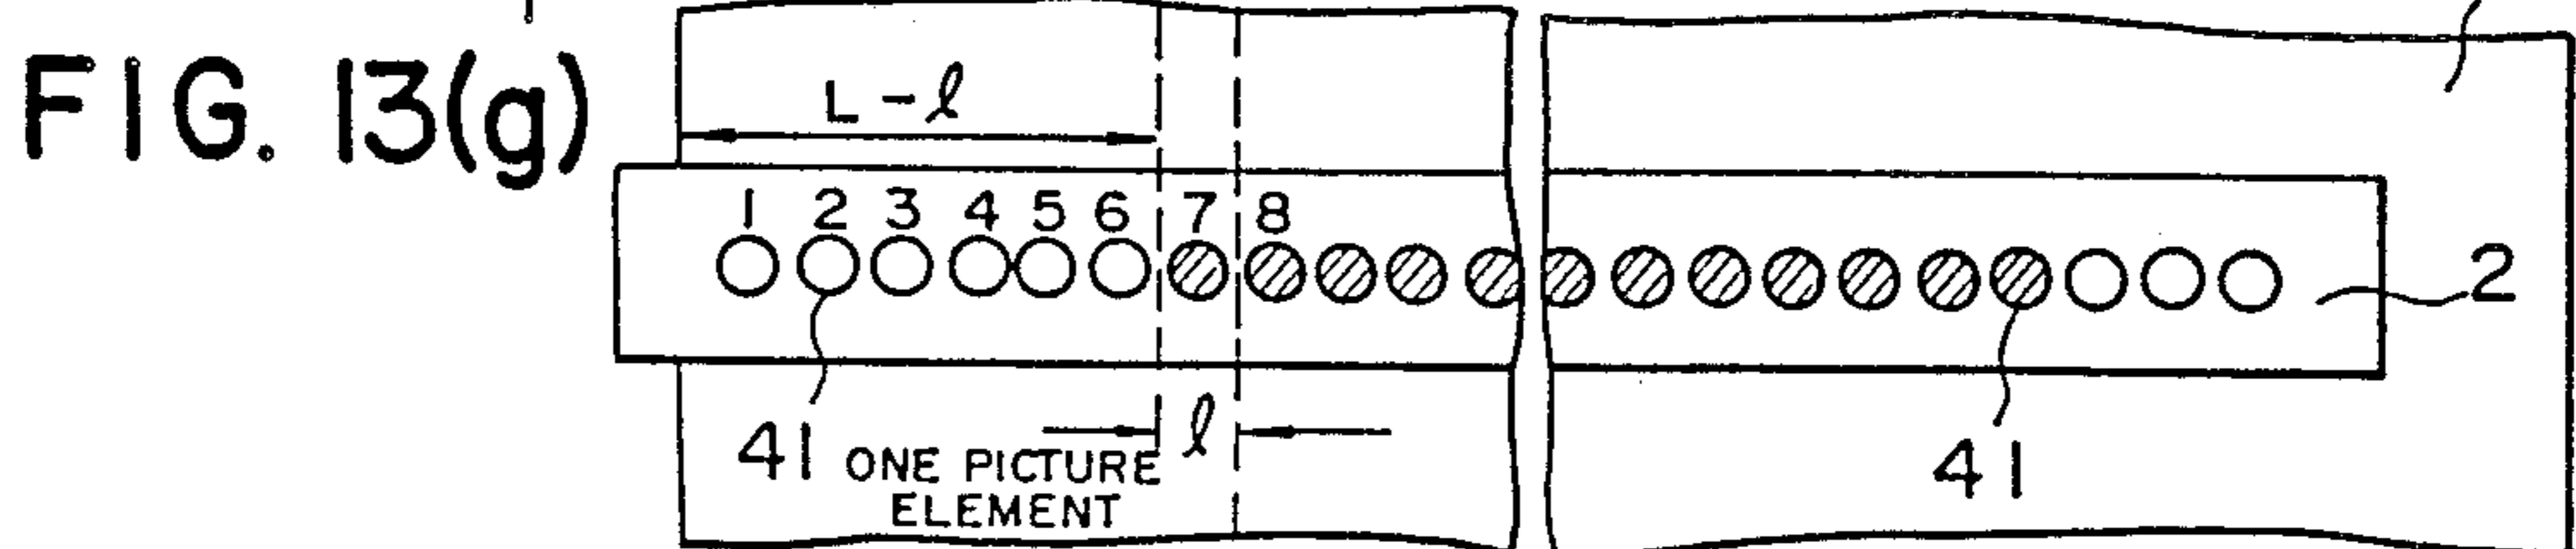 FIG. 13(g)
L-ℓ
1 2 3 4 5 6 7 8
2
ℓ
41 ONE PICTURE
ELEMENT
41